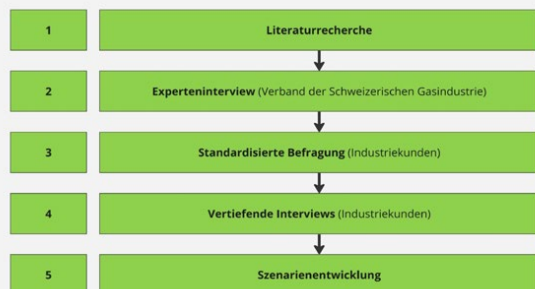 1 Literaturrecherche
2 Experteninterview (Verband der Schweizerischen Gasindustrie)
3 Standardisierte Befragung (Industriekunden)
4 Vertiefende Interviews (Industriekunden)
5 Szenarienentwicklung